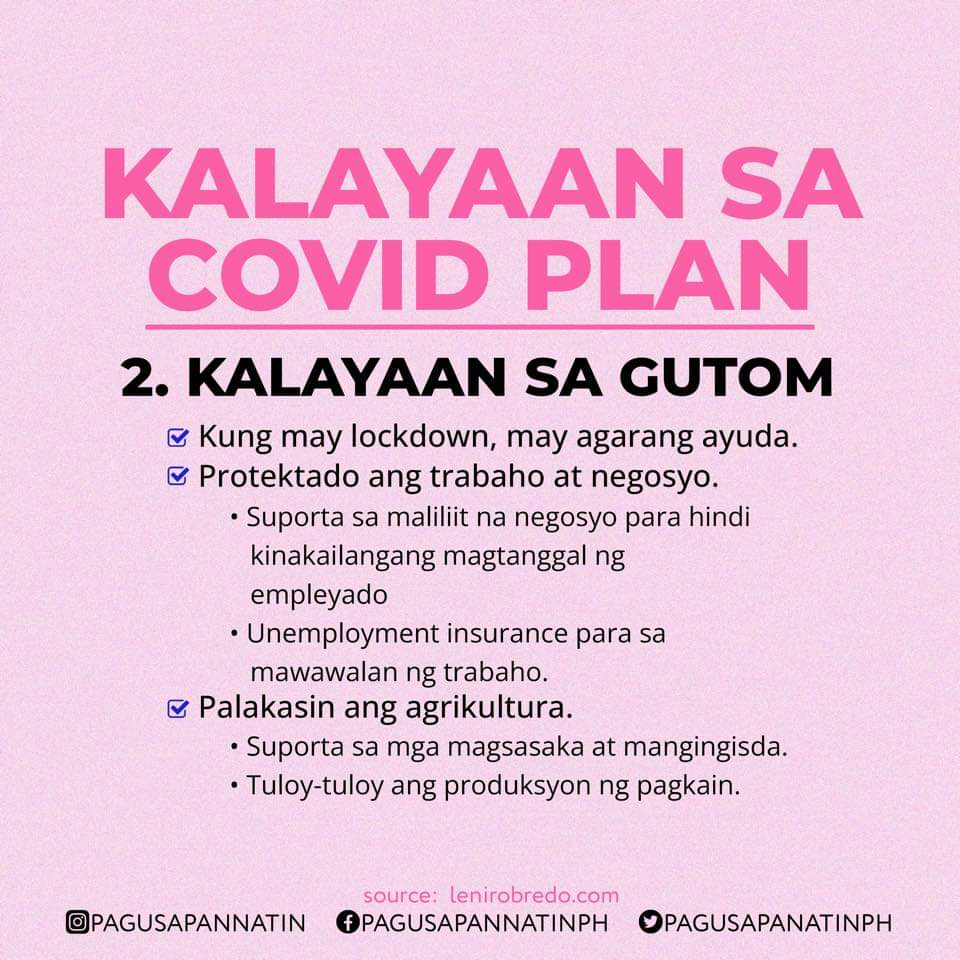 KALAYAAN SA
COVID PLAN
2. KALAYAAN SA GUTOM
Kung may lockdown, may agarang ayuda.
Protektado ang trabaho at negosyo.
• Suporta sa maliliit na negosyo para hindi
kinakailangang magtanggal ng
empleyado
• Unemployment insurance para sa
mawawalan ng trabaho.
Palakasin ang agrikultura.
• Suporta sa mga magsasaka at mangingisda.
• Tuloy-tuloy ang produksyon ng pagkain.
source: lenirobredo.com
PAGUSAPANNATIN PAGUSAPANNATINPH PAGUSAPANATINPH